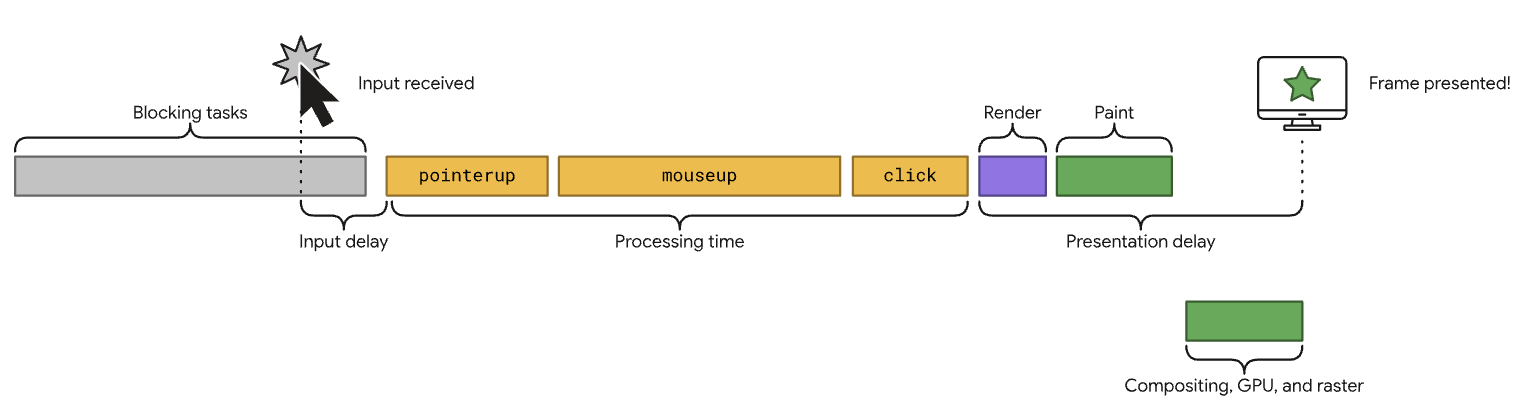 Input received
Frame presented!
Blocking tasks
Render
Paint
pointerup
mouseup
click
Input delay
Processing time
Presentation delay
Compositing, GPU, and raster